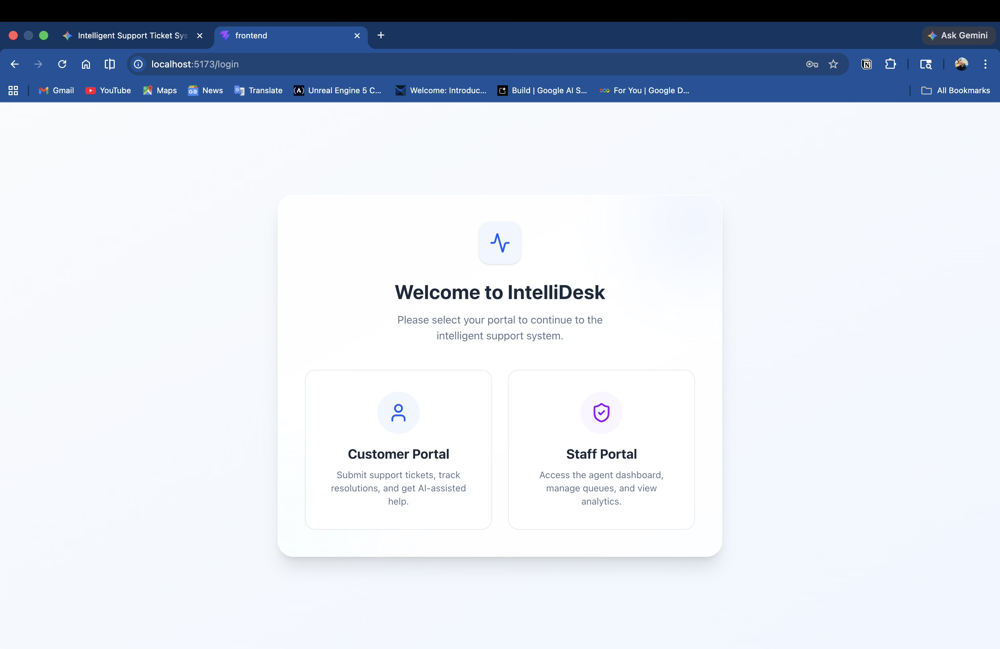 Intelligent Support Ticket Sys
frontend
Ask Gemini
localhost:5173/login
Gmail
YouTube
Maps
News
Translate
Unreal Engine 5 C...
Welcome: Introduc...
Build | Google AI S...
For You | Google D...
All Bookmarks
Welcome to IntelliDesk
Please select your portal to continue to the
intelligent support system.
Customer Portal
Submit support tickets, track
resolutions, and get AI-assisted
help.
Staff Portal
Access the agent dashboard,
manage queues, and view
analytics.